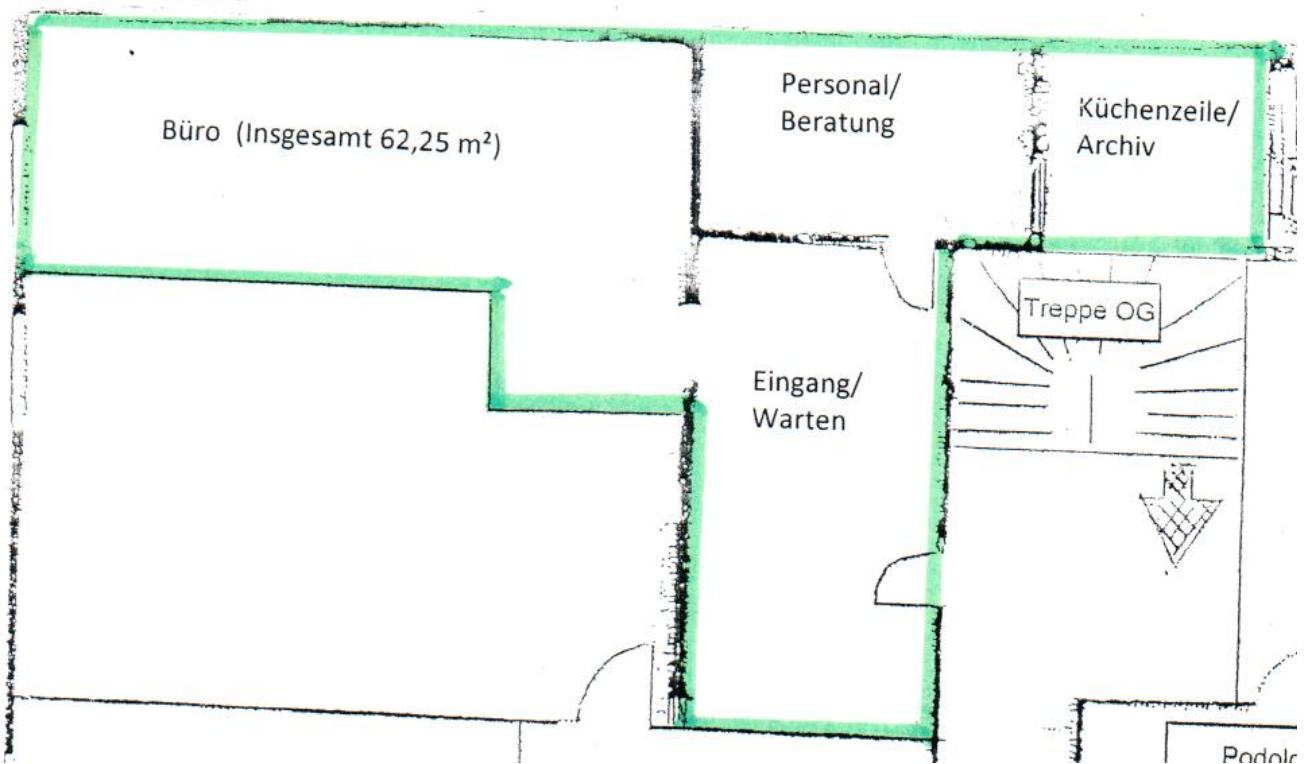 Büro (Insgesamt 62,25 m²)
Personal/
Beratung
Küchenzeile/
Archiv
Treppe OG
Eingang/
Warten